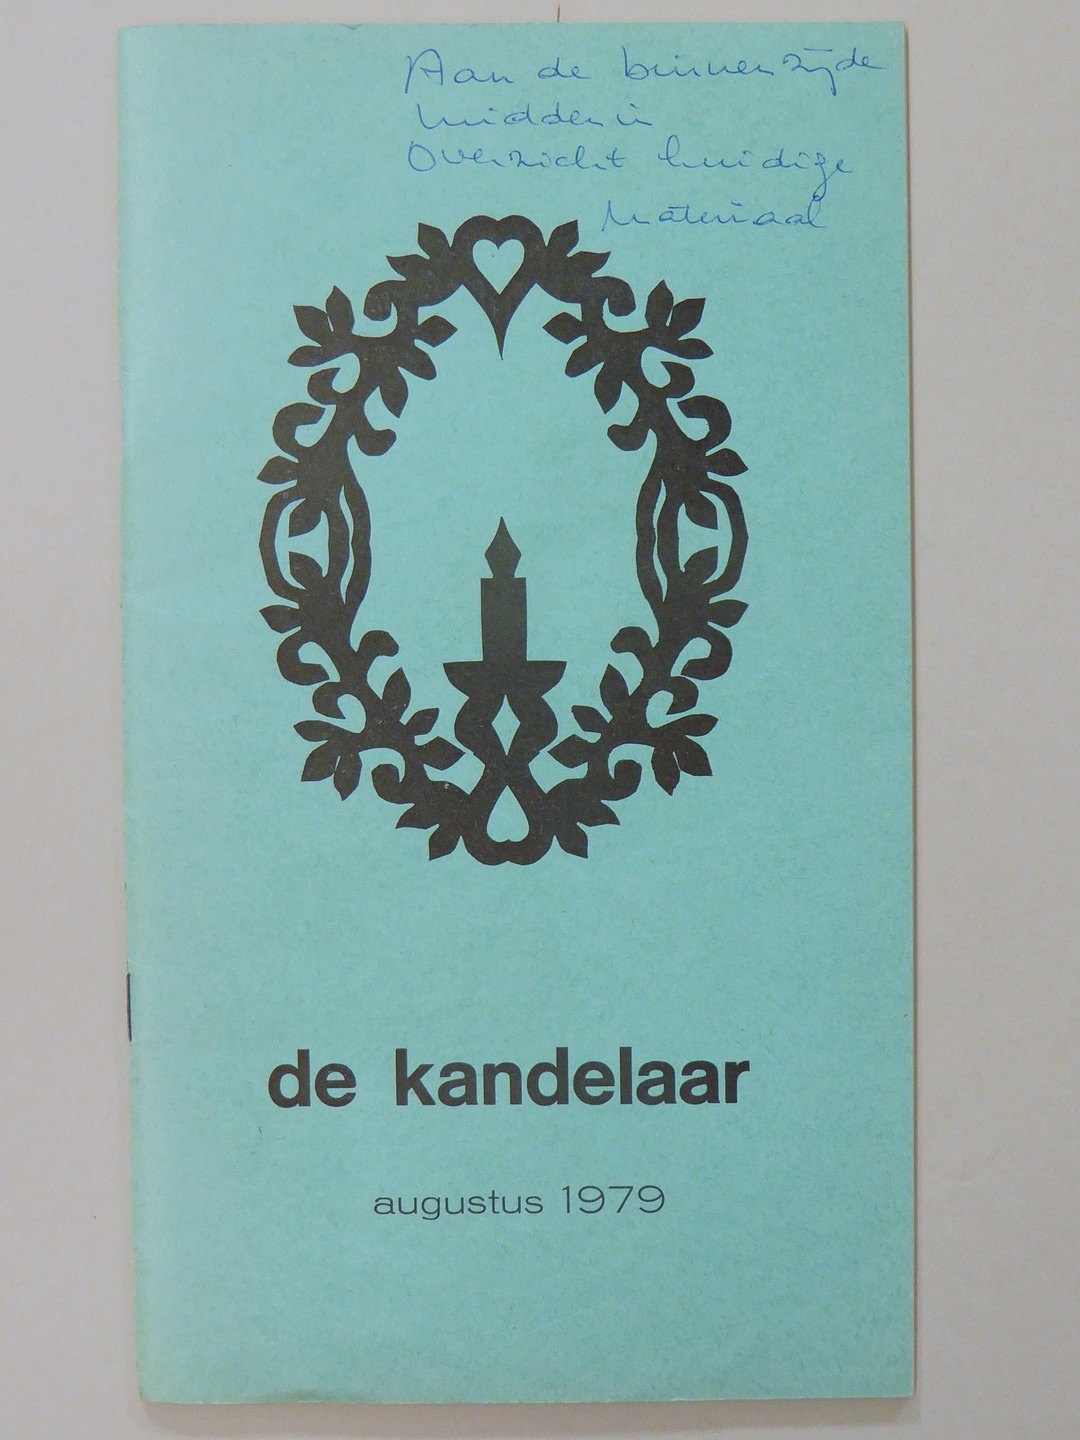 Aan de binnenzijde
midden in
Overzicht huidige
Materiaal
de kandelaar
augustus 1979